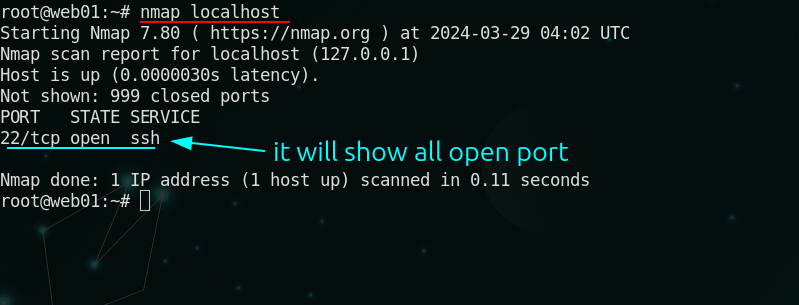 root@web01:~# nmap localhost
Starting Nmap 7.80 ( https://nmap.org ) at 2024-03-29 04:02 UTC
Nmap scan report for localhost (127.0.0.1)
Host is up (0.0000030s latency).
Not shown: 999 closed ports
PORT   STATE SERVICE
22/tcp open  ssh
it will show all open port
Nmap done: 1 IP address (1 host up) scanned in 0.11 seconds
root@web01:~#